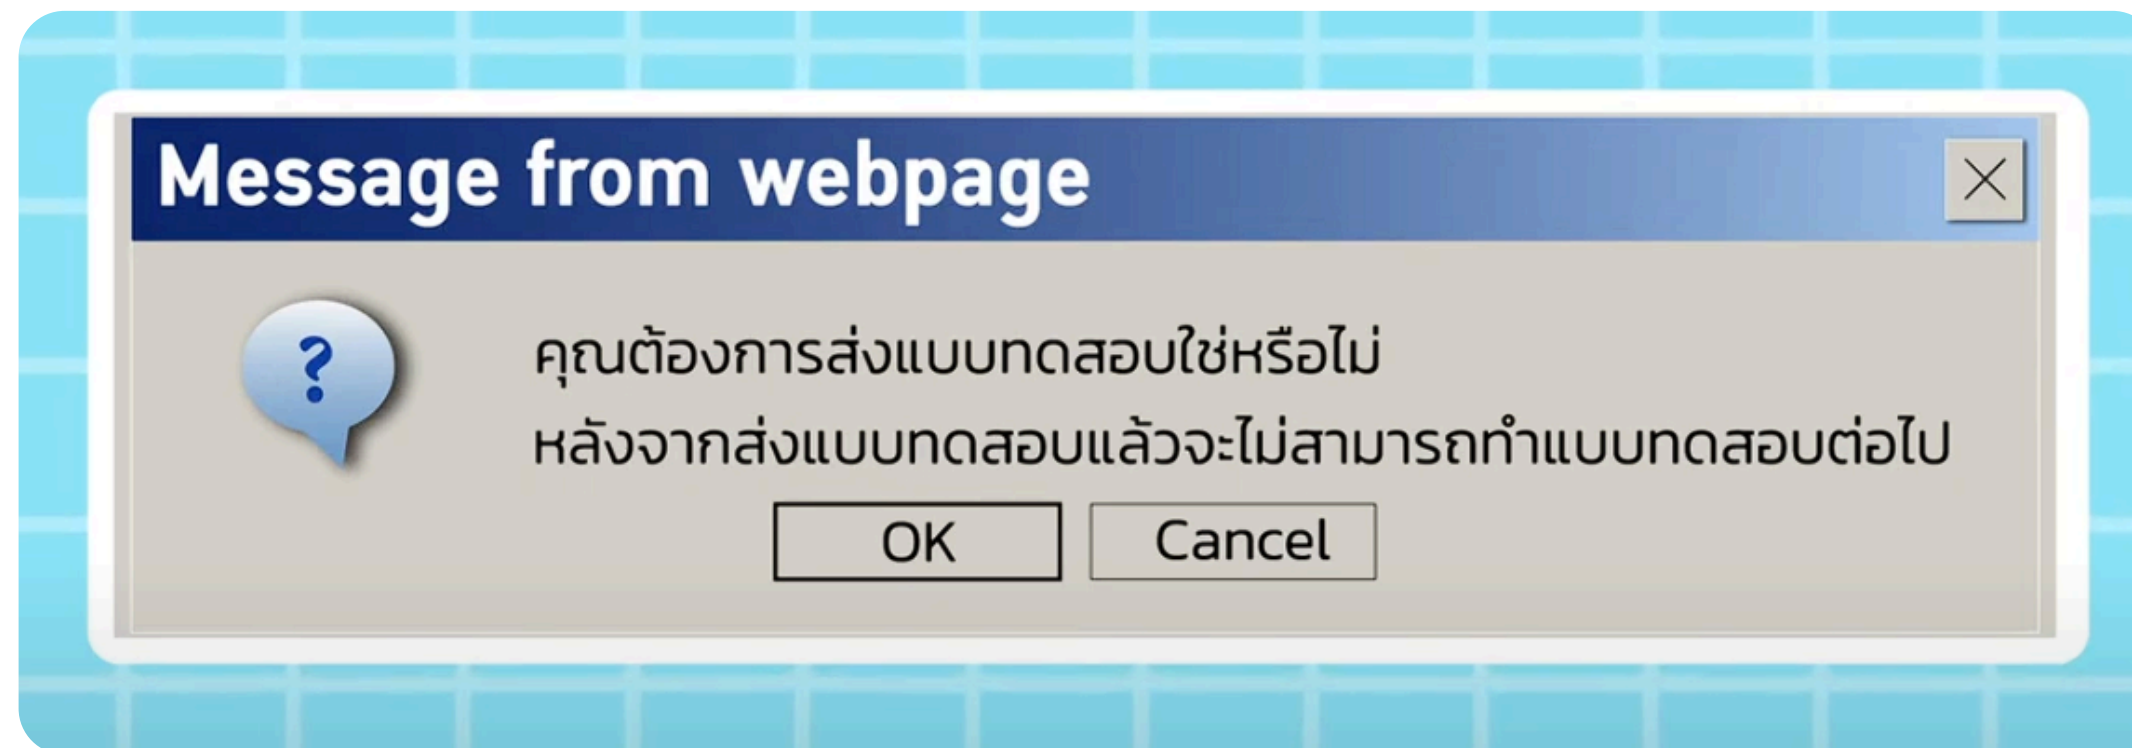 Message from webpage
?
คุณต้องการส่งแบบทดสอบใช่หรือไม่
หลังจากส่งแบบทดสอบแล้วจะไม่สามารถทำแบบทดสอบต่อไป
OK Cancel